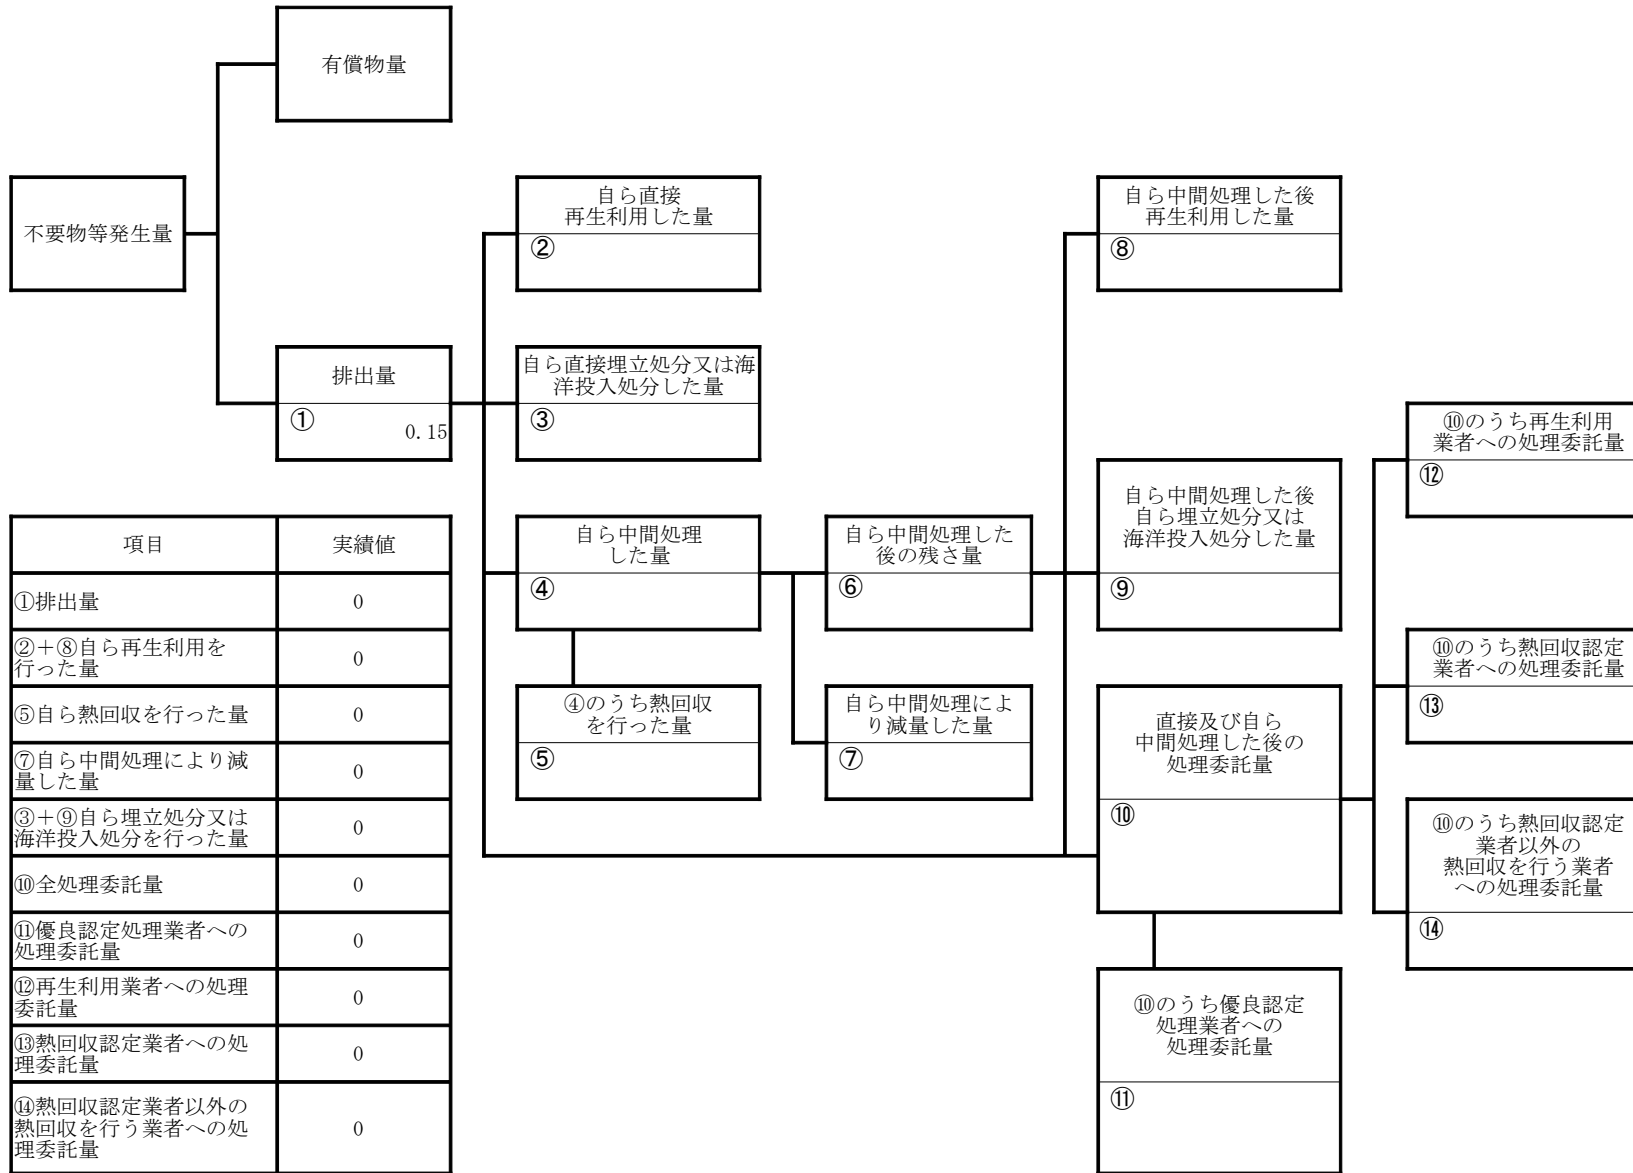 有償物量
不要物等発生量
自ら直接
再生利用した量
②
自ら中間処理した後
再生利用した量
⑧
排出量
①
0.15
自ら直接埋立処分又は海
洋投入処分した量
③
⑩のうち再生利用
業者への処理委託量
⑫
自ら中間処理した後
自ら埋立処分又は
海洋投入処分した量
⑨
自ら中間処理
した量
④
自ら中間処理した
後の残さ量
⑥
⑩のうち熱回収認定
業者への処理委託量
⑬
④のうち熱回収
を行った量
⑤
自ら中間処理によ
り減量した量
⑦
直接及び自ら
中間処理した後の
処理委託量
⑩
⑩のうち熱回収認定
業者以外の
熱回収を行う業者
への処理委託量
⑭
⑩のうち優良認定
処理業者への
処理委託量
⑪
項目 実績値
①排出量 0
②+⑧自ら再生利用を
行った量 0
⑤自ら熱回収を行った量 0
⑦自ら中間処理により減
量した量 0
③+⑨自ら埋立処分又は
海洋投入処分を行った量 0
⑩全処理委託量 0
⑪優良認定処理業者への
処理委託量 0
⑫再生利用業者への処理
委託量 0
⑬熱回収認定業者への処
理委託量 0
⑭熱回収認定業者以外の
熱回収を行う業者への処
理委託量 0